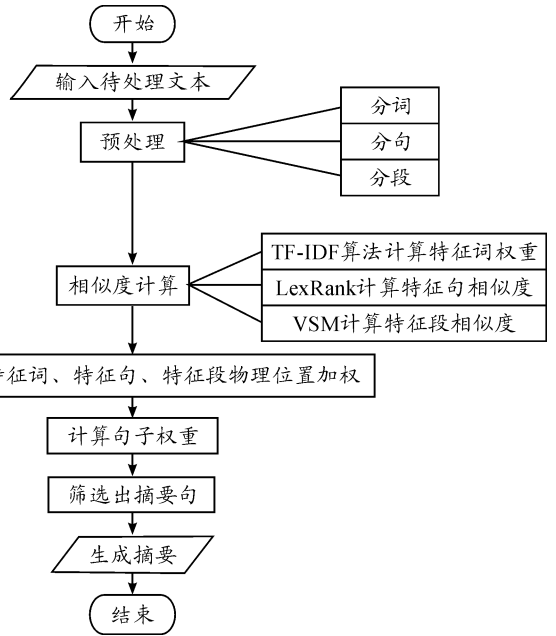 开始
输入待处理文本
预处理
分词
分句
分段
相似度计算
TF-IDF算法计算特征词权重
LexRank计算特征句相似度
VSM计算特征段相似度
征词、特征句、特征段物理位置加权
计算句子权重
筛选出摘要句
生成摘要
结束